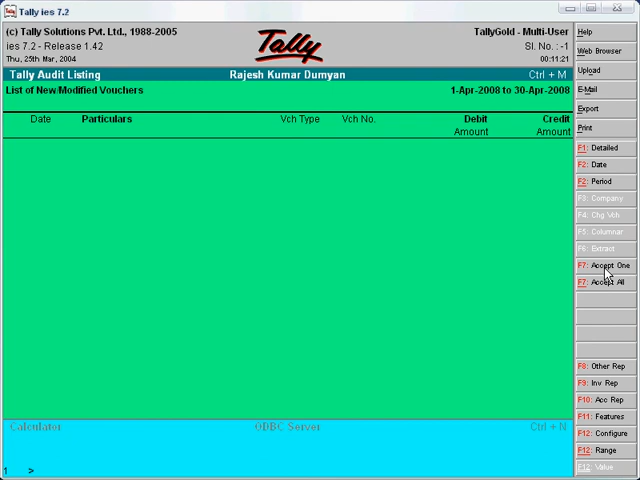 Tally ies 7.2
(c) Tally Solutions Pvt. Ltd., 1988-2005
TallyGold - Multi-User
ies 7.2 - Release 1.42
Sl. No. : -1
Thu, 25th Mar, 2004
00:11:21
Tally
Tally Audit Listing
Rajesh Kumar Dumyan
Ctrl + M
List of New/Modified Vouchers
1-Apr-2008 to 30-Apr-2008
Date Particulars Vch Type Vch No. Debit Credit
Amount Amount
Calculator ODBC Server Ctrl + N
1 >
Help
Web Browser
Upload
E-Mail
Export
Print
F1: Detailed
F2: Date
F2: Period
F3: Company
F4: Chg Vch
F5: Columnar
F6: Extract
F7: Accept One
F7: Accept All
F8: Other Rep
F9: Inv Rep
F10: Acc Rep
F11: Features
F12: Configure
F12: Range
F12: Value